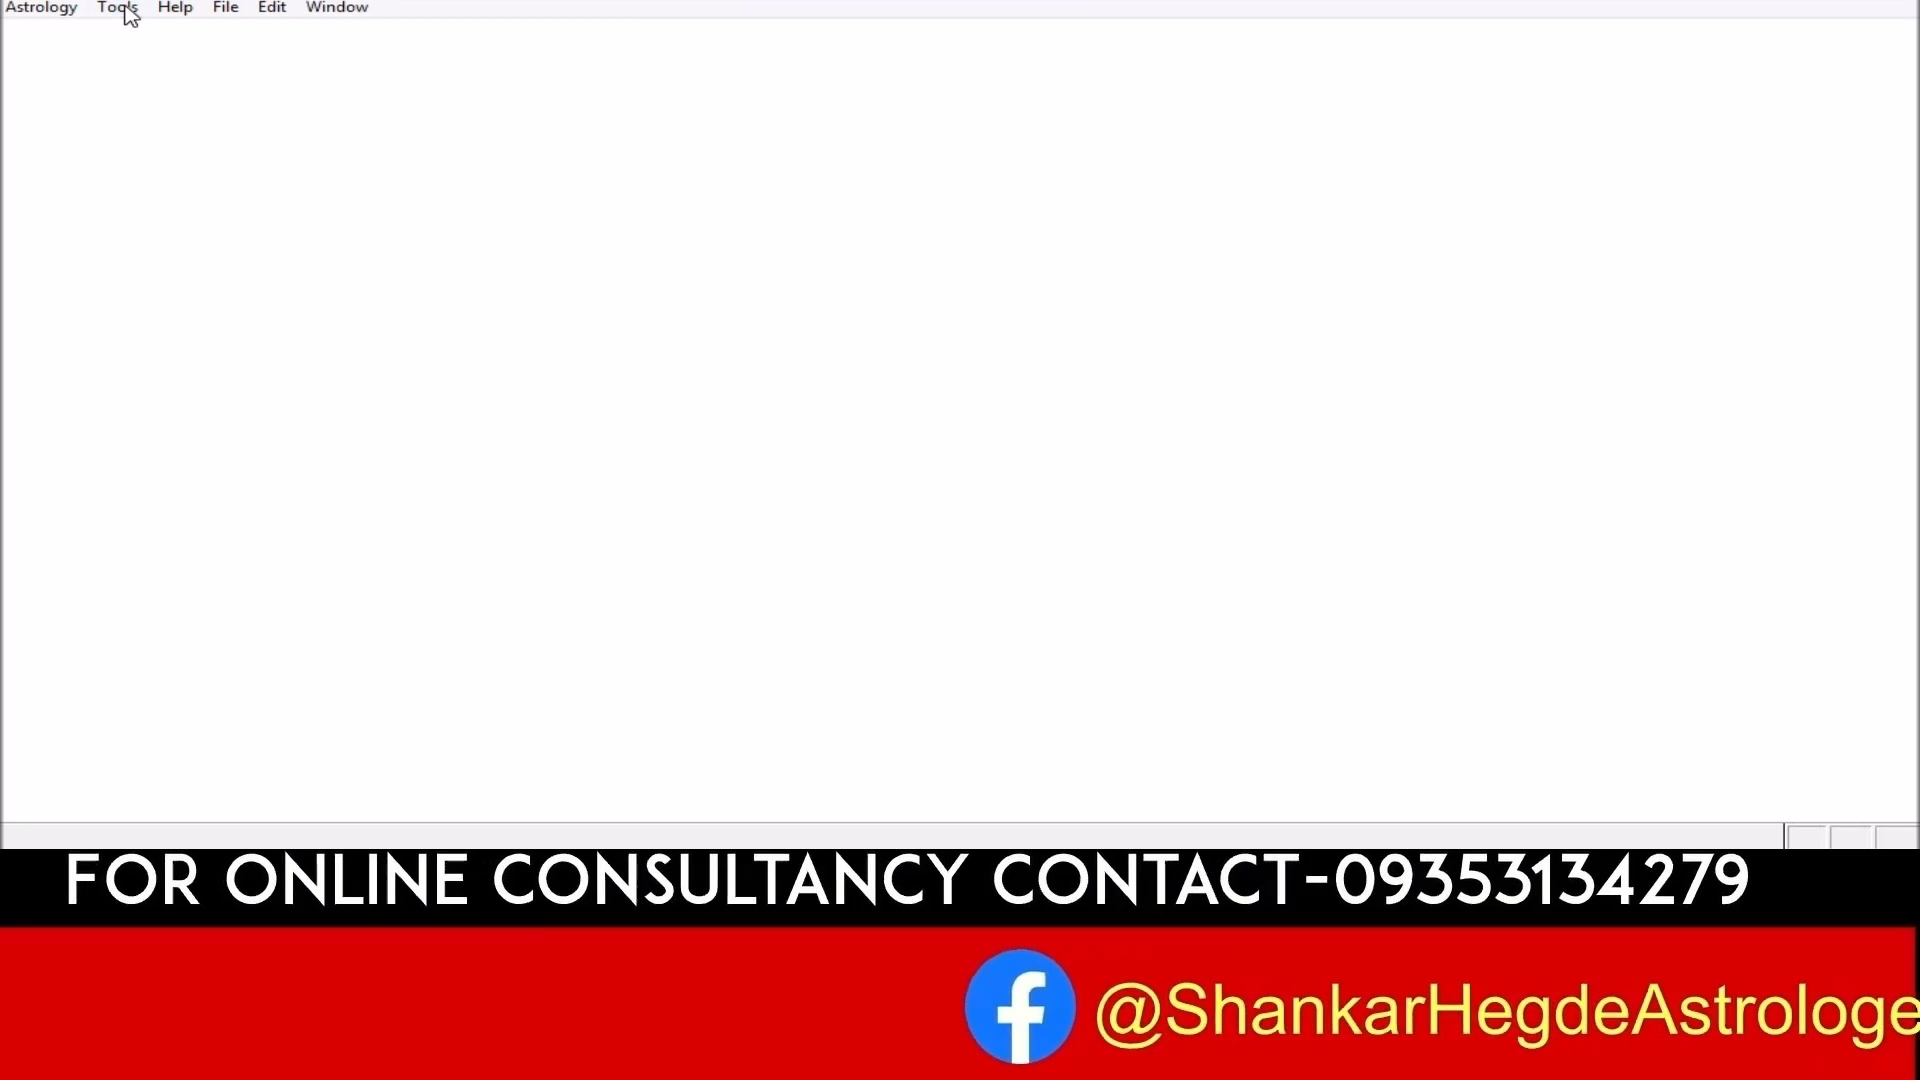 Astrology Tools Help File Edit Window
FOR ONLINE CONSULTANCY CONTACT-09353134279
@ShankarHegdeAstrologe